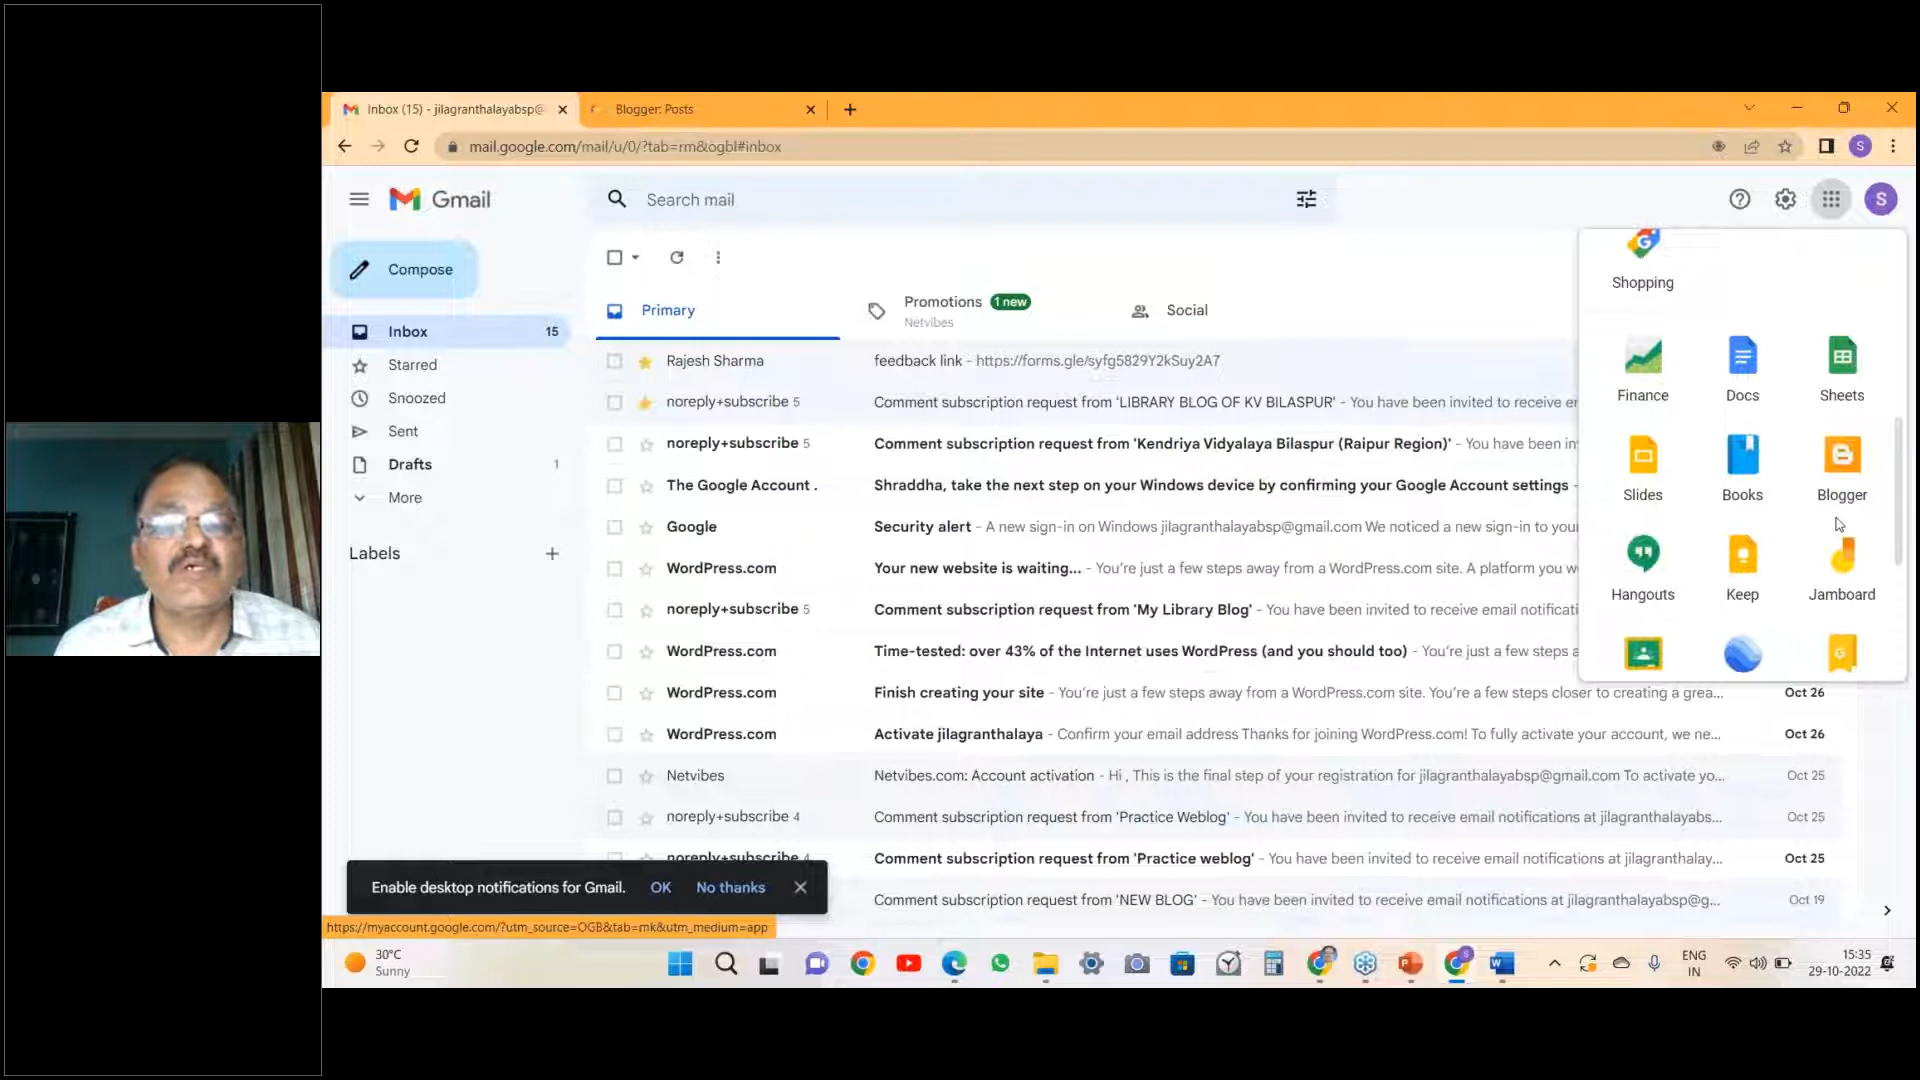 Inbox (15) - jilagranthalayabsp@
Blogger: Posts
mail.google.com/mail/u/0/?tab=rm&ogbl#inbox
S
Gmail
Search mail
S
Compose
Inbox 15
Starred
Snoozed
Sent
Drafts 1
More
Labels
Primary
Promotions 1 new
Netvibes
Social
Rajesh Sharma feedback link - https://forms.gle/syfg5829Y2kSuy2A7
noreply+subscribe 5 Comment subscription request from 'LIBRARY BLOG OF KV BILASPUR' - You have been invited to receive er
noreply+subscribe 5 Comment subscription request from 'Kendriya Vidyalaya Bilaspur (Raipur Region)' - You have been in
The Google Account . Shraddha, take the next step on your Windows device by confirming your Google Account settings -
Google Security alert - A new sign-in on Windows jilagranthalayabsp@gmail.com We noticed a new sign-in to your
WordPress.com Your new website is waiting... - You're just a few steps away from a WordPress.com site. A platform you w
noreply+subscribe 5 Comment subscription request from 'My Library Blog' - You have been invited to receive email notificati
WordPress.com Time-tested: over 43% of the Internet uses WordPress (and you should too) - You're just a few steps a
WordPress.com Finish creating your site - You're just a few steps away from a WordPress.com site. You're a few steps closer to creating a grea... Oct 26
WordPress.com Activate jilagranthalaya - Confirm your email address Thanks for joining WordPress.com! To fully activate your account, we ne... Oct 26
Netvibes Netvibes.com: Account activation - Hi , This is the final step of your registration for jilagranthalayabsp@gmail.com To activate yo... Oct 25
noreply+subscribe 4 Comment subscription request from 'Practice Weblog' - You have been invited to receive email notifications at jilagranthalayabs... Oct 25
noreply+subscribe 4 Comment subscription request from 'Practice weblog' - You have been invited to receive email notifications at jilagranthalay... Oct 25
Comment subscription request from 'NEW BLOG' - You have been invited to receive email notifications at jilagranthalayabsp@g... Oct 19
Shopping
Finance Docs Sheets
Slides Books Blogger
Hangouts Keep Jamboard
Enable desktop notifications for Gmail. OK No thanks
https://myaccount.google.com/?utm_source=OGB&tab=mk&utm_medium=app
30°C
Sunny
ENG
IN
15:35
29-10-2022